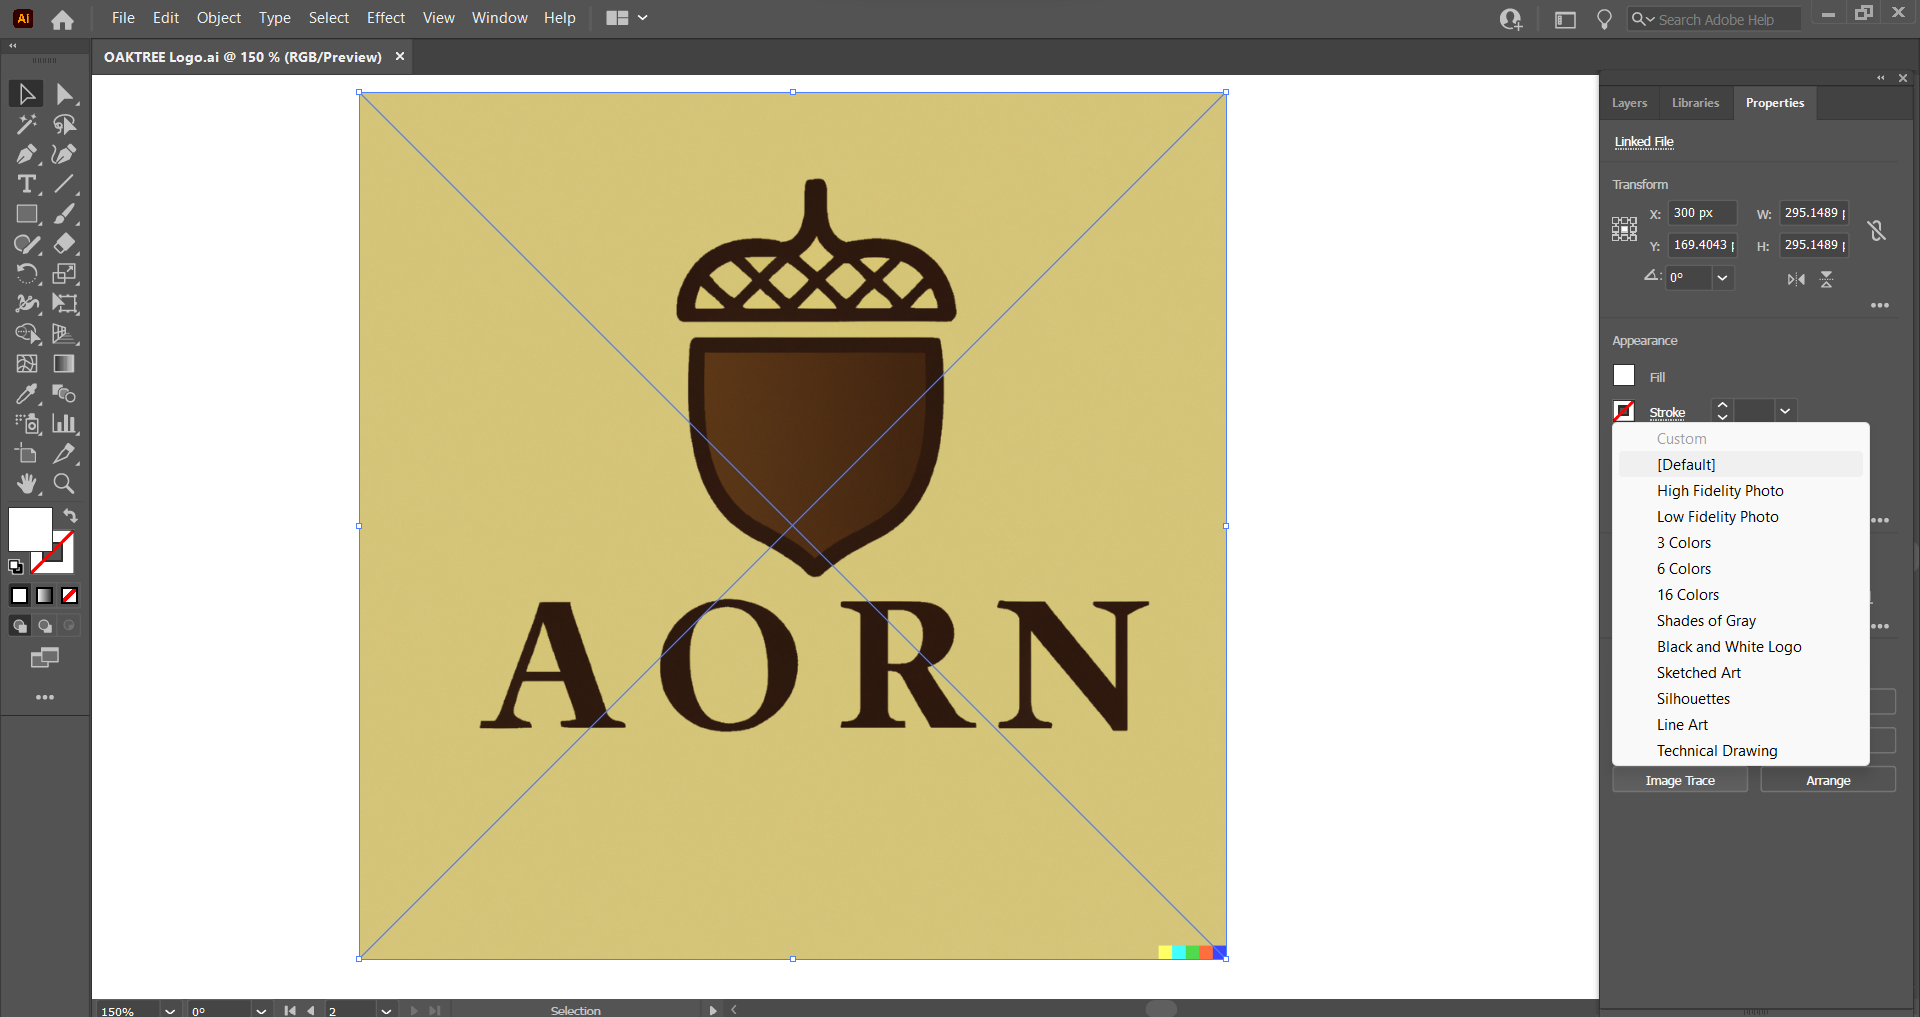 Ai
File Edit Object Type Select Effect View Window Help
Search Adobe Help
OAKTREE Logo.ai @ 150 % (RGB/Preview)
Layers Libraries Properties
Linked File
Transform
X: 300 px W: 295.1489
Y: 169.4043 H: 295.1489
0°
Appearance
Fill
Stroke
Custom
[Default]
High Fidelity Photo
Low Fidelity Photo
3 Colors
6 Colors
16 Colors
Shades of Gray
Black and White Logo
Sketched Art
Silhouettes
Line Art
Technical Drawing
Image Trace Arrange
AORN
150% 0° 2 Selection